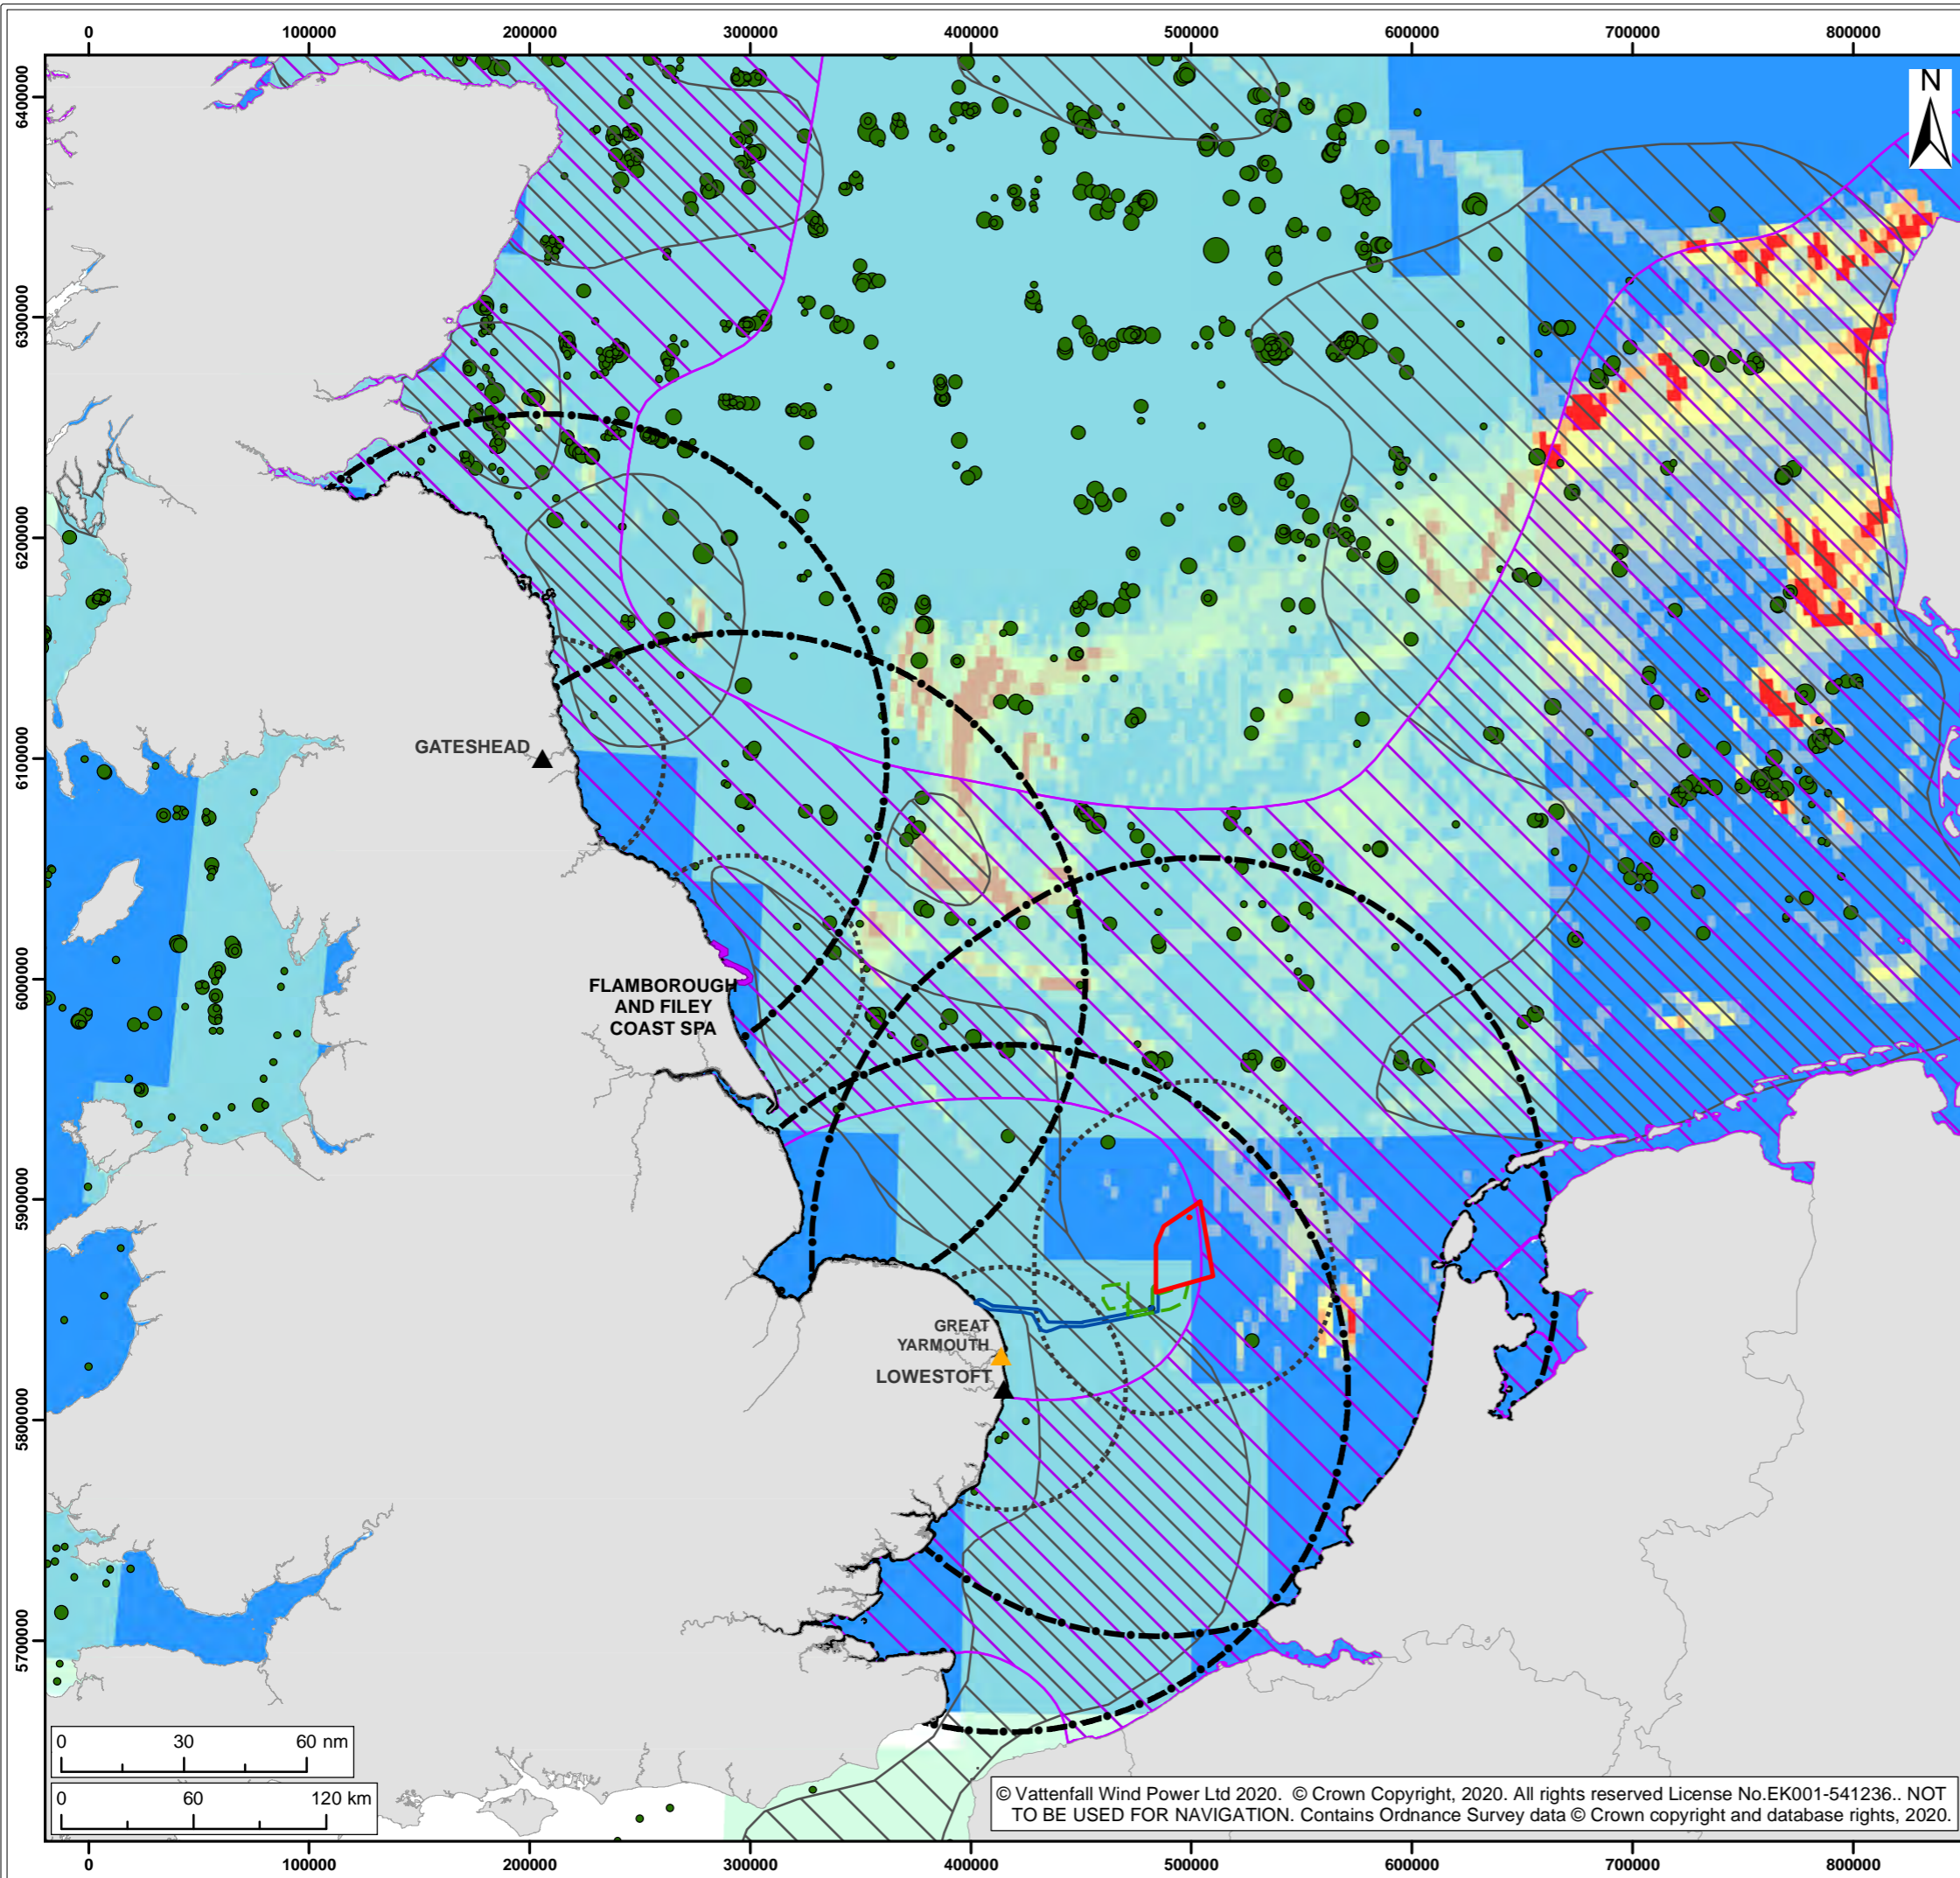 0 100000 200000 300000 400000 500000 600000 700000 800000
6400000
N
6300000
6200000
GATESHEAD
6100000
FLAMBOROUGH
AND FILEY
COAST SPA
6000000
5900000
GREAT
YARMOUTH
LOWESTOFT
5800000
5700000
0 30 60 nm
0 60 120 km
© Vattenfall Wind Power Ltd 2020. © Crown Copyright, 2020. All rights reserved License No.EK001-541236.. NOT
TO BE USED FOR NAVIGATION. Contains Ordnance Survey data © Crown copyright and database rights, 2020.
0 100000 200000 300000 400000 500000 600000 700000 800000